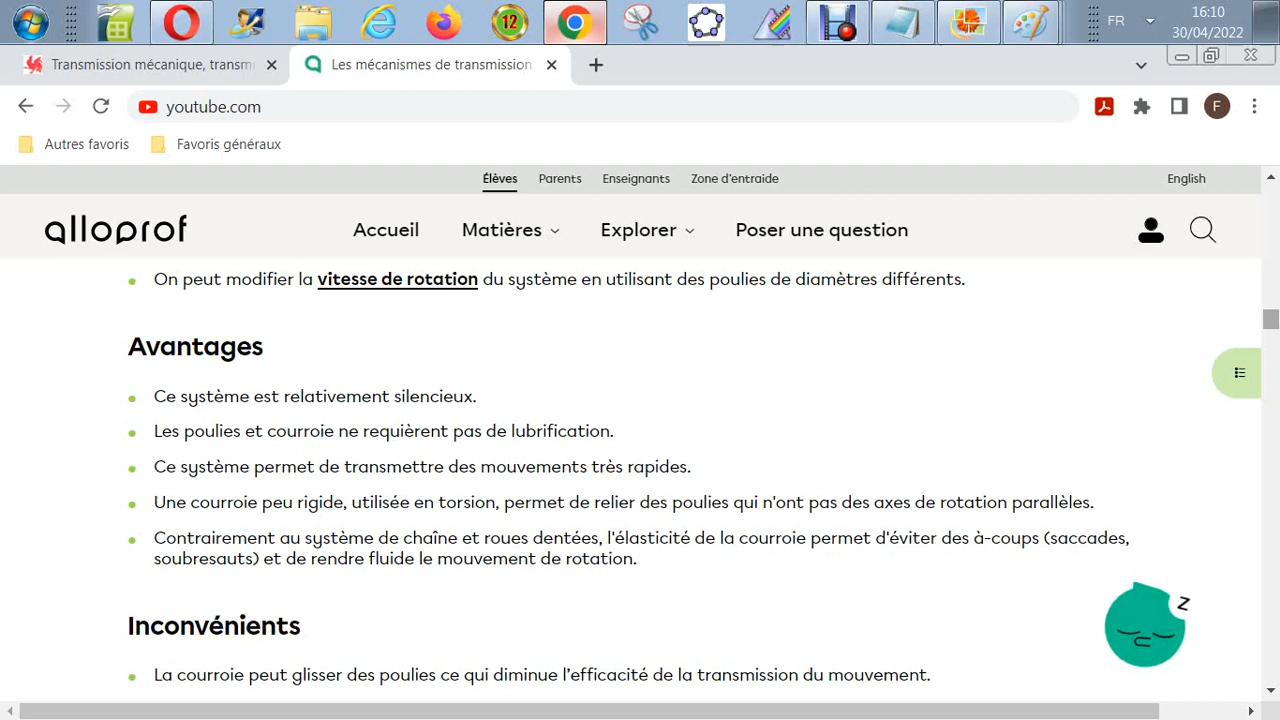 12
FR
16:10
30/04/2022
Transmission mécanique, transm
Les mécanismes de transmission
youtube.com
F
Autres favoris
Favoris généraux
Élèves
Parents
Enseignants
Zone d'entraide
English
alloprof
Accueil
Matières
Explorer
Poser une question
On peut modifier la vitesse de rotation du système en utilisant des poulies de diamètres différents.
Avantages
Ce système est relativement silencieux.
Les poulies et courroie ne requièrent pas de lubrification.
Ce système permet de transmettre des mouvements très rapides.
Une courroie peu rigide, utilisée en torsion, permet de relier des poulies qui n'ont pas des axes de rotation parallèles.
Contrairement au système de chaîne et roues dentées, l'élasticité de la courroie permet d'éviter des à-coups (saccades,
soubresauts) et de rendre fluide le mouvement de rotation.
Z
Inconvénients
La courroie peut glisser des poulies ce qui diminue l'efficacité de la transmission du mouvement.